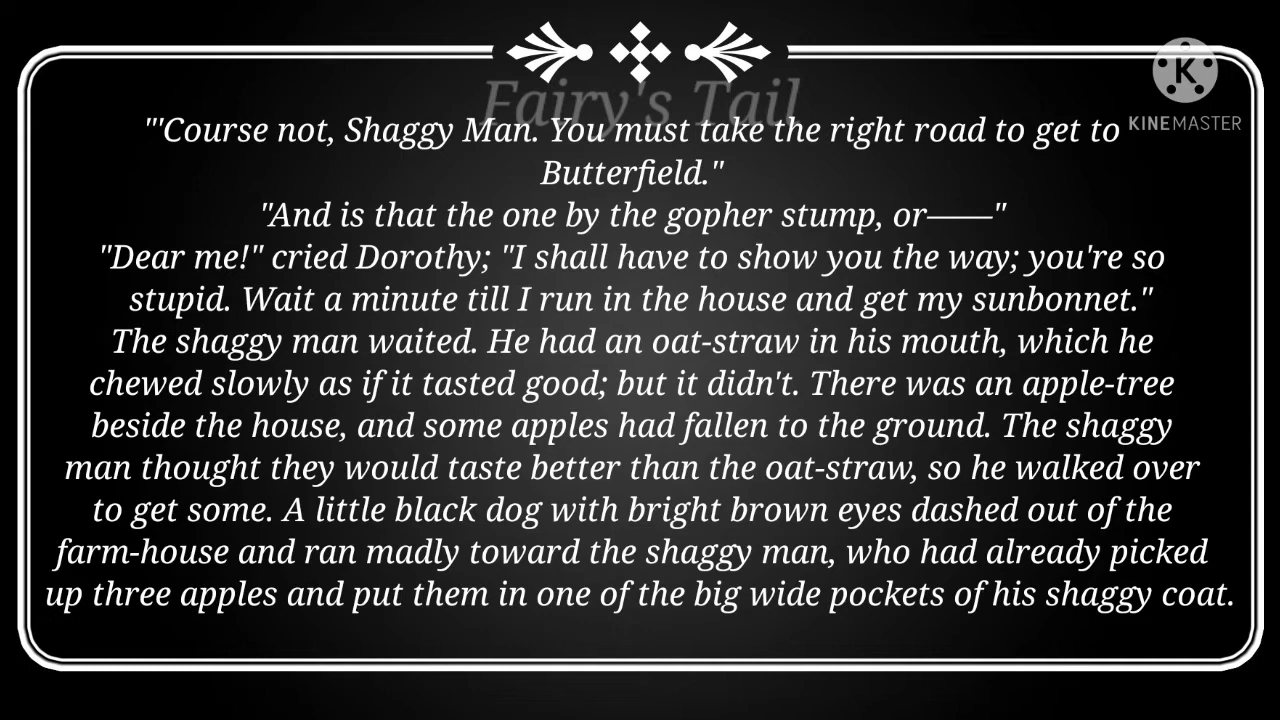 Fairy's Tail
"'Course not, Shaggy Man. You must take the right road to get to
Butterfield."
"And is that the one by the gopher stump, or——"
"Dear me!" cried Dorothy; "I shall have to show you the way; you're so
stupid. Wait a minute till I run in the house and get my sunbonnet."
The shaggy man waited. He had an oat-straw in his mouth, which he
chewed slowly as if it tasted good; but it didn't. There was an apple-tree
beside the house, and some apples had fallen to the ground. The shaggy
man thought they would taste better than the oat-straw, so he walked over
to get some. A little black dog with bright brown eyes dashed out of the
farm-house and ran madly toward the shaggy man, who had already picked
up three apples and put them in one of the big wide pockets of his shaggy coat.
K
KINEMASTER